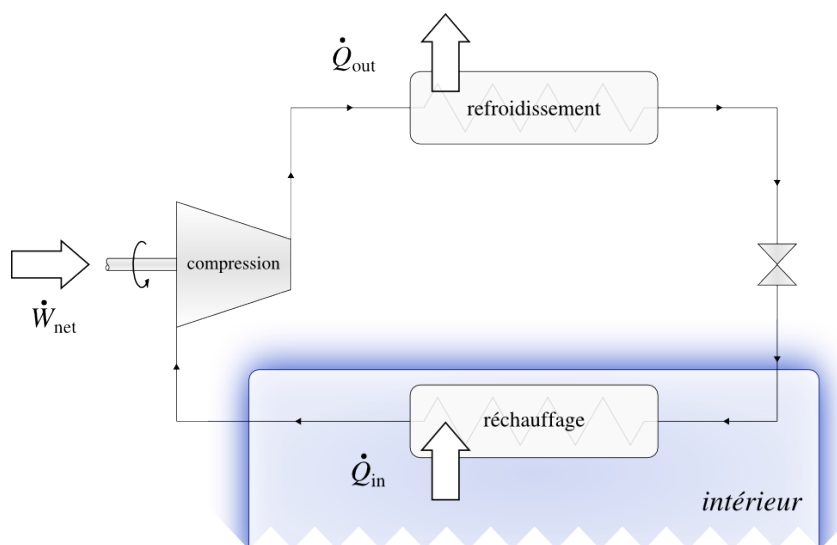 Q̇out
refroidissement
compression
Ẇnet
réchauffage
Q̇in
intérieur